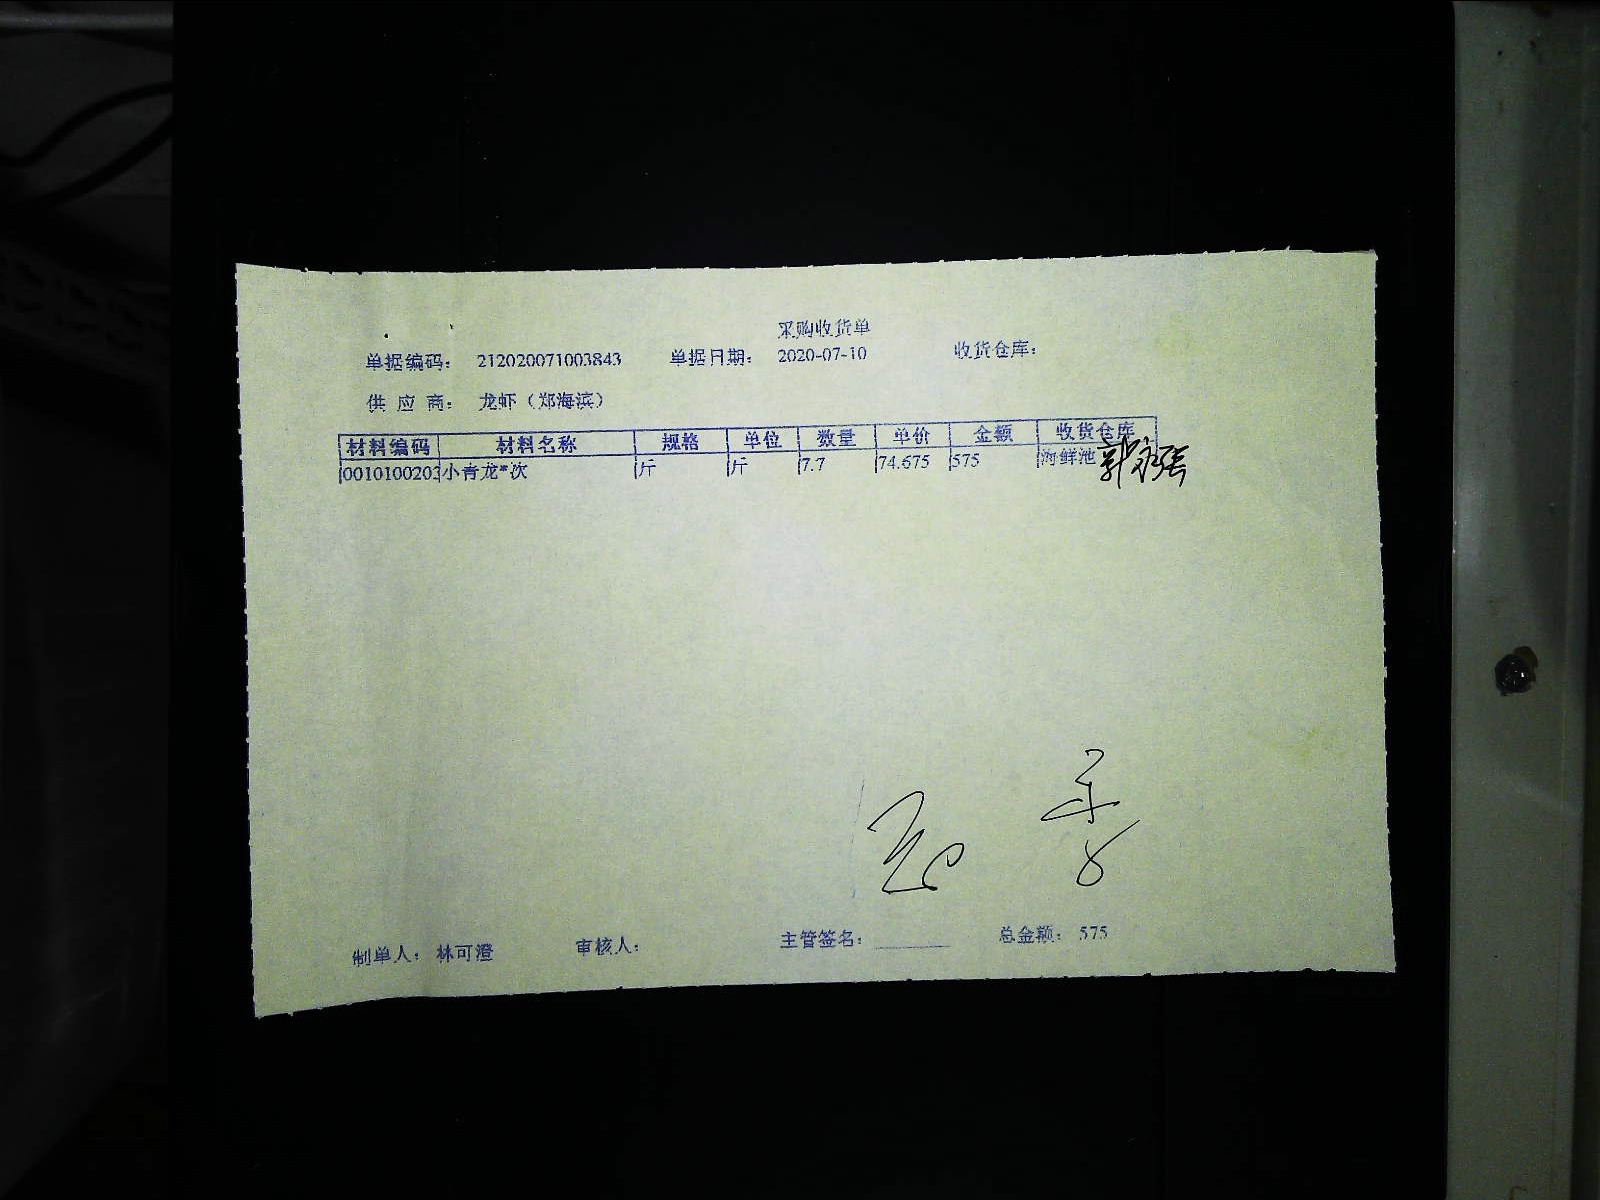 采购收货单
单据编码： 212020071003843 单据日期： 2020-07-10 收货仓库：
供 应 商： 龙虾（郑海滨）
材料编码 材料名称 规格 单位 数量 单价 金额 收货仓库
0010100203 小青龙*次 斤 斤 7.7 74.675 575 海鲜池
制单人： 林可澄 审核人： 主管签名： 总金额： 575